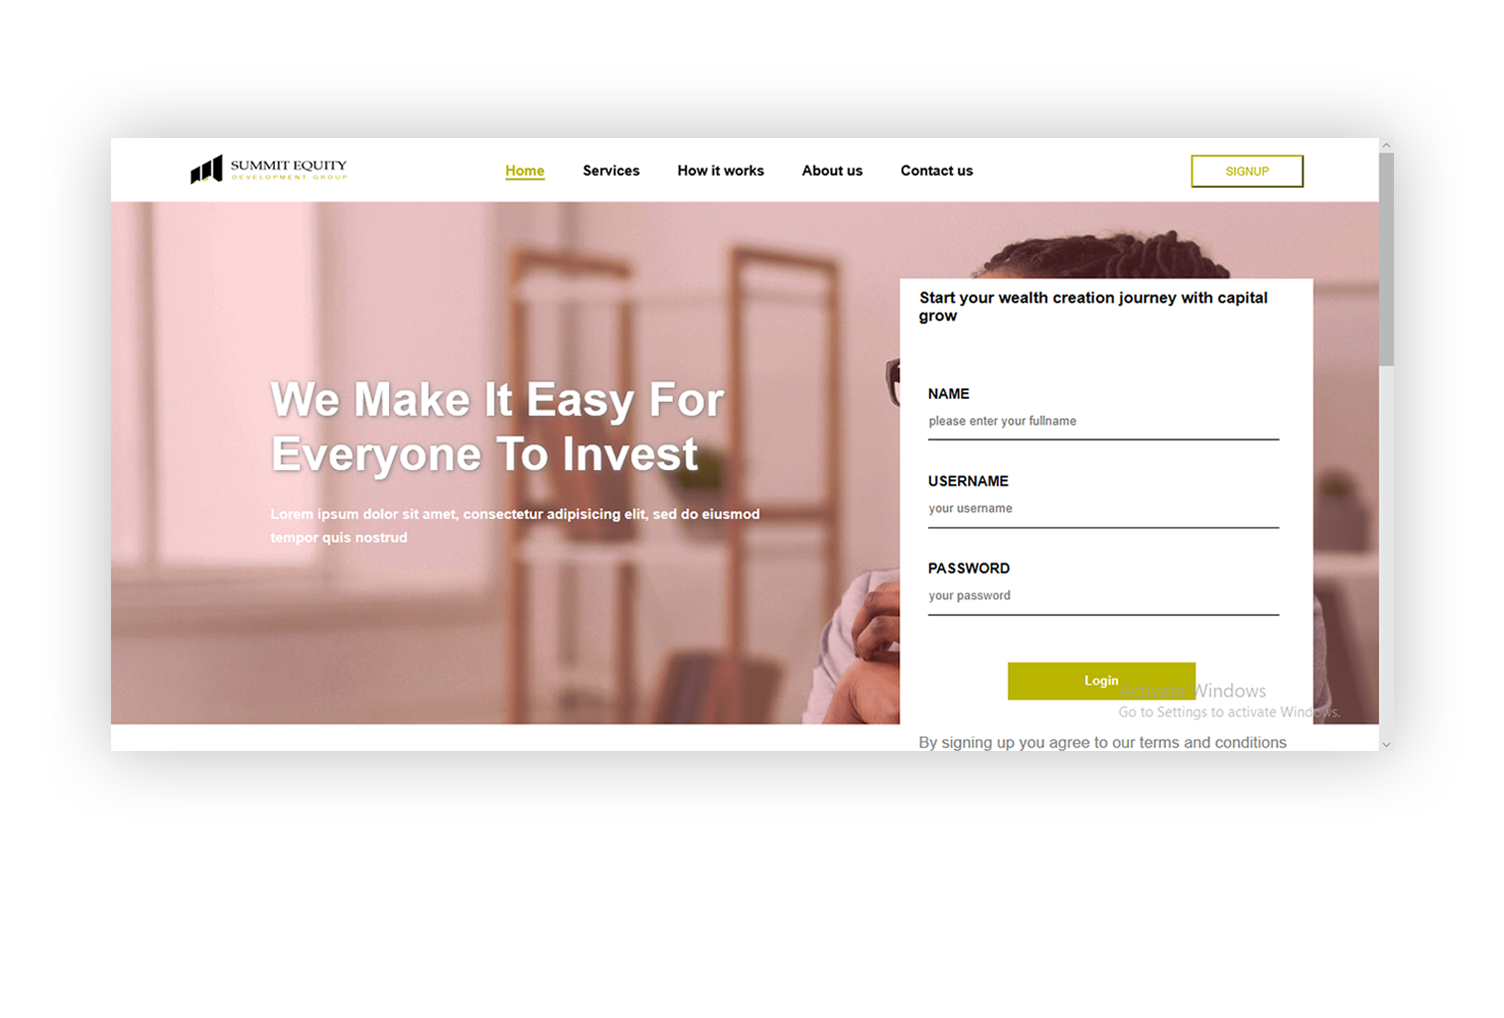 SUMMIT EQUITY
DEVELOPMENT GROUP
Home Services How it works About us Contact us
SIGNUP
We Make It Easy For
Everyone To Invest
Lorem ipsum dolor sit amet, consectetur adipisicing elit, sed do eiusmod
tempor quis nostrud
Start your wealth creation journey with capital
grow
NAME
please enter your fullname
USERNAME
your username
PASSWORD
your password
Login
Activate Windows
Go to Settings to activate Windows.
By signing up you agree to our terms and conditions